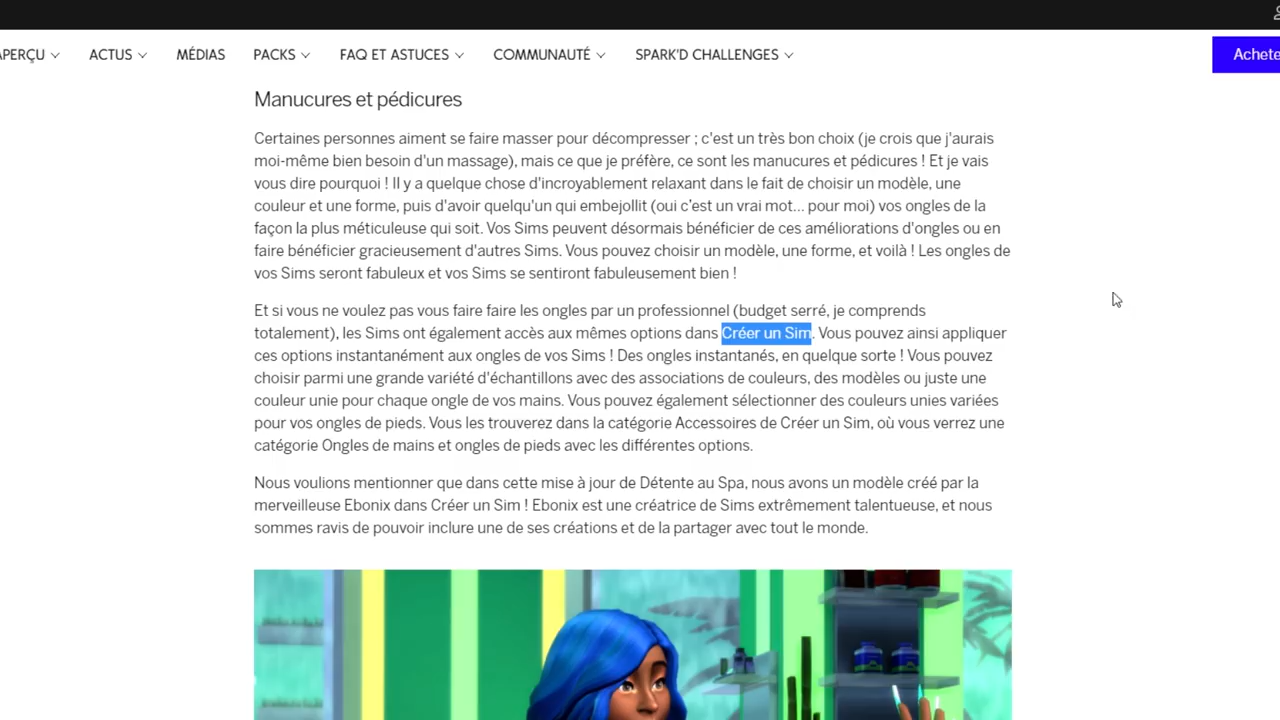 APERÇU ACTUS MÉDIAS PACKS FAQ ET ASTUCES COMMUNAUTÉ SPARK'D CHALLENGES Achete
Manucures et pédicures
Certaines personnes aiment se faire masser pour décompresser ; c'est un très bon choix (je crois que j'aurais
moi-même bien besoin d'un massage), mais ce que je préfère, ce sont les manucures et pédicures ! Et je vais
vous dire pourquoi ! Il y a quelque chose d'incroyablement relaxant dans le fait de choisir un modèle, une
couleur et une forme, puis d'avoir quelqu'un qui embejollit (oui c’est un vrai mot... pour moi) vos ongles de la
façon la plus méticuleuse qui soit. Vos Sims peuvent désormais bénéficier de ces améliorations d'ongles ou en
faire bénéficier gracieusement d'autres Sims. Vous pouvez choisir un modèle, une forme, et voilà ! Les ongles de
vos Sims seront fabuleux et vos Sims se sentiront fabuleusement bien !
Et si vous ne voulez pas vous faire faire les ongles par un professionnel (budget serré, je comprends
totalement), les Sims ont également accès aux mêmes options dans Créer un Sim. Vous pouvez ainsi appliquer
ces options instantanément aux ongles de vos Sims ! Des ongles instantanés, en quelque sorte ! Vous pouvez
choisir parmi une grande variété d'échantillons avec des associations de couleurs, des modèles ou juste une
couleur unie pour chaque ongle de vos mains. Vous pouvez également sélectionner des couleurs unies variées
pour vos ongles de pieds. Vous les trouverez dans la catégorie Accessoires de Créer un Sim, où vous verrez une
catégorie Ongles de mains et ongles de pieds avec les différentes options.
Nous voulions mentionner que dans cette mise à jour de Détente au Spa, nous avons un modèle créé par la
merveilleuse Ebonix dans Créer un Sim ! Ebonix est une créatrice de Sims extrêmement talentueuse, et nous
sommes ravis de pouvoir inclure une de ses créations et de la partager avec tout le monde.